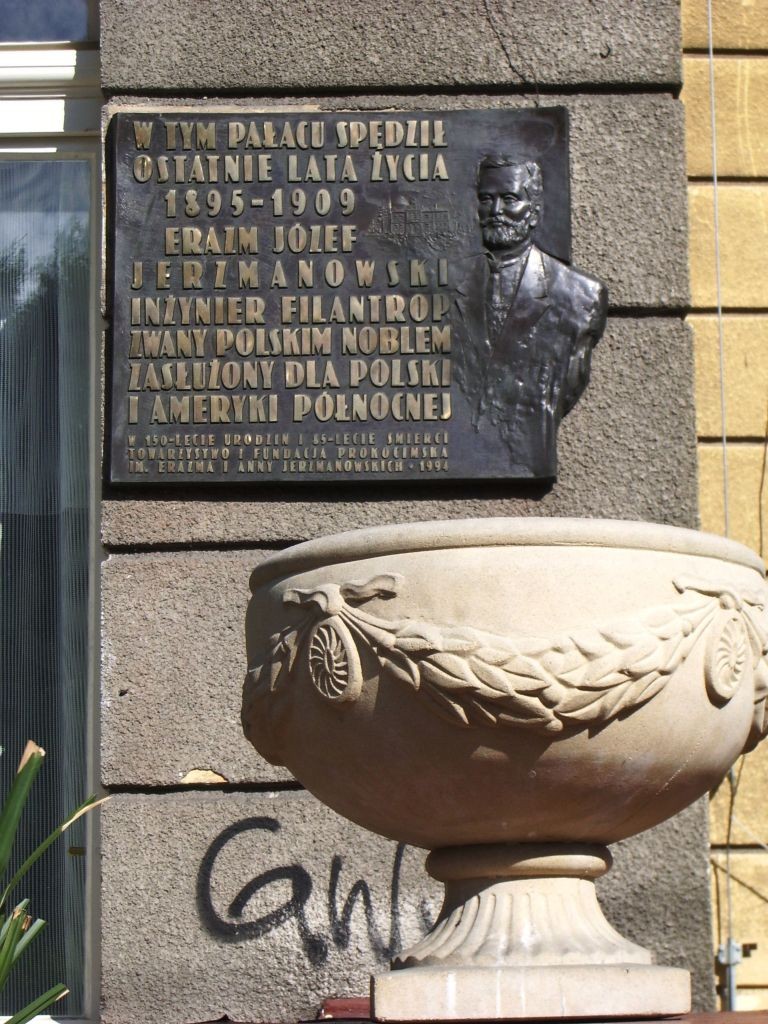 W TYM PAŁACU SPĘDZIŁ
OSTATNIE LATA ŻYCIA
1895-1909
ERAZM JÓZEF
JERZMANOWSKI
INŻYNIER FILANTROP
ZWANY POLSKIM NOBLEM
ZASŁUŻONY DLA POLSKI
I AMERYKI PÓŁNOCNEJ
W 150-LECIE URODZIN I 85-LECIE ŚMIERCI
TOWARZYSTWO I FUNDACJA PROKOCIMSKA
IM. ERAZMA I ANNY JERZMANOWSKICH • 1994